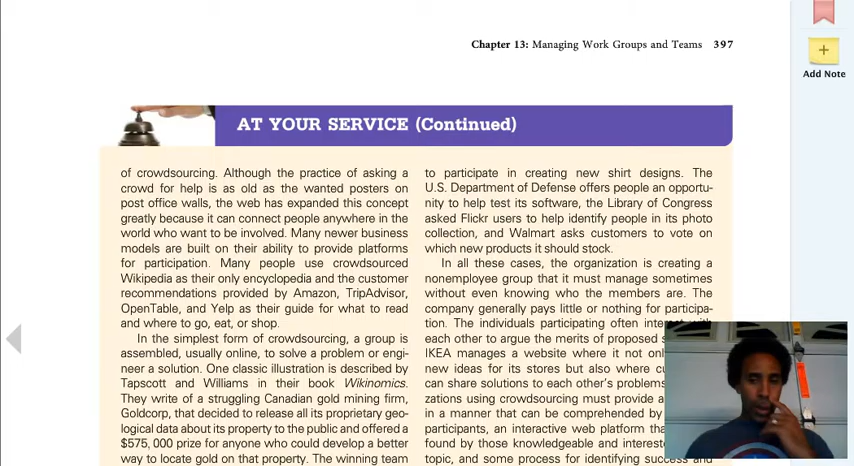 Chapter 13: Managing Work Groups and Teams 397
Add Note
AT YOUR SERVICE (Continued)
of crowdsourcing. Although the practice of asking a
crowd for help is as old as the wanted posters on
post office walls, the web has expanded this concept
greatly because it can connect people anywhere in the
world who want to be involved. Many newer business
models are built on their ability to provide platforms
for participation. Many people use crowdsourced
Wikipedia as their only encyclopedia and the customer
recommendations provided by Amazon, TripAdvisor,
OpenTable, and Yelp as their guide for what to read
and where to go, eat, or shop.
In the simplest form of crowdsourcing, a group is
assembled, usually online, to solve a problem or engi-
neer a solution. One classic illustration is described by
Tapscott and Williams in their book Wikinomics.
They write of a struggling Canadian gold mining firm,
Goldcorp, that decided to release all its proprietary geo-
logical data about its property to the public and offered a
$575, 000 prize for anyone who could develop a better
way to locate gold on that property. The winning team
to participate in creating new shirt designs. The
U.S. Department of Defense offers people an opportu-
nity to help test its software, the Library of Congress
asked Flickr users to help identify people in its photo
collection, and Walmart asks customers to vote on
which new products it should stock.
In all these cases, the organization is creating a
nonemployee group that it must manage sometimes
without even knowing who the members are. The
company generally pays little or nothing for participa-
tion. The individuals participating often interact with
each other to argue the merits of proposed
IKEA manages a website where it not
new ideas for its stores but also where
can share solutions to each other's problems
zations using crowdsourcing must provide a
in a manner that can be comprehended by
participants, an interactive web platform
found by those knowledgeable and
topic, and some process for identifying success and